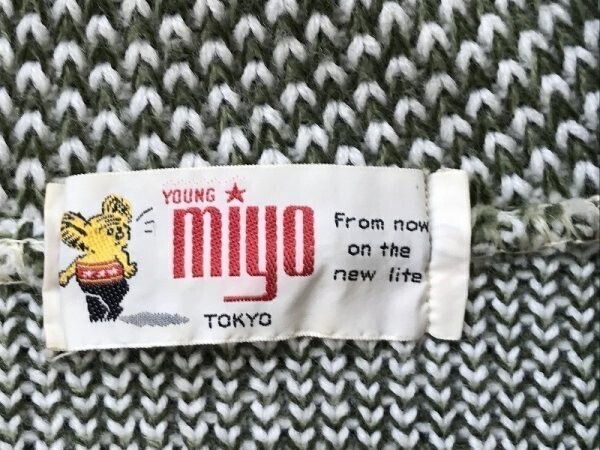 YOUNG ★
miyo
TOKYO
From now
on the
new lite